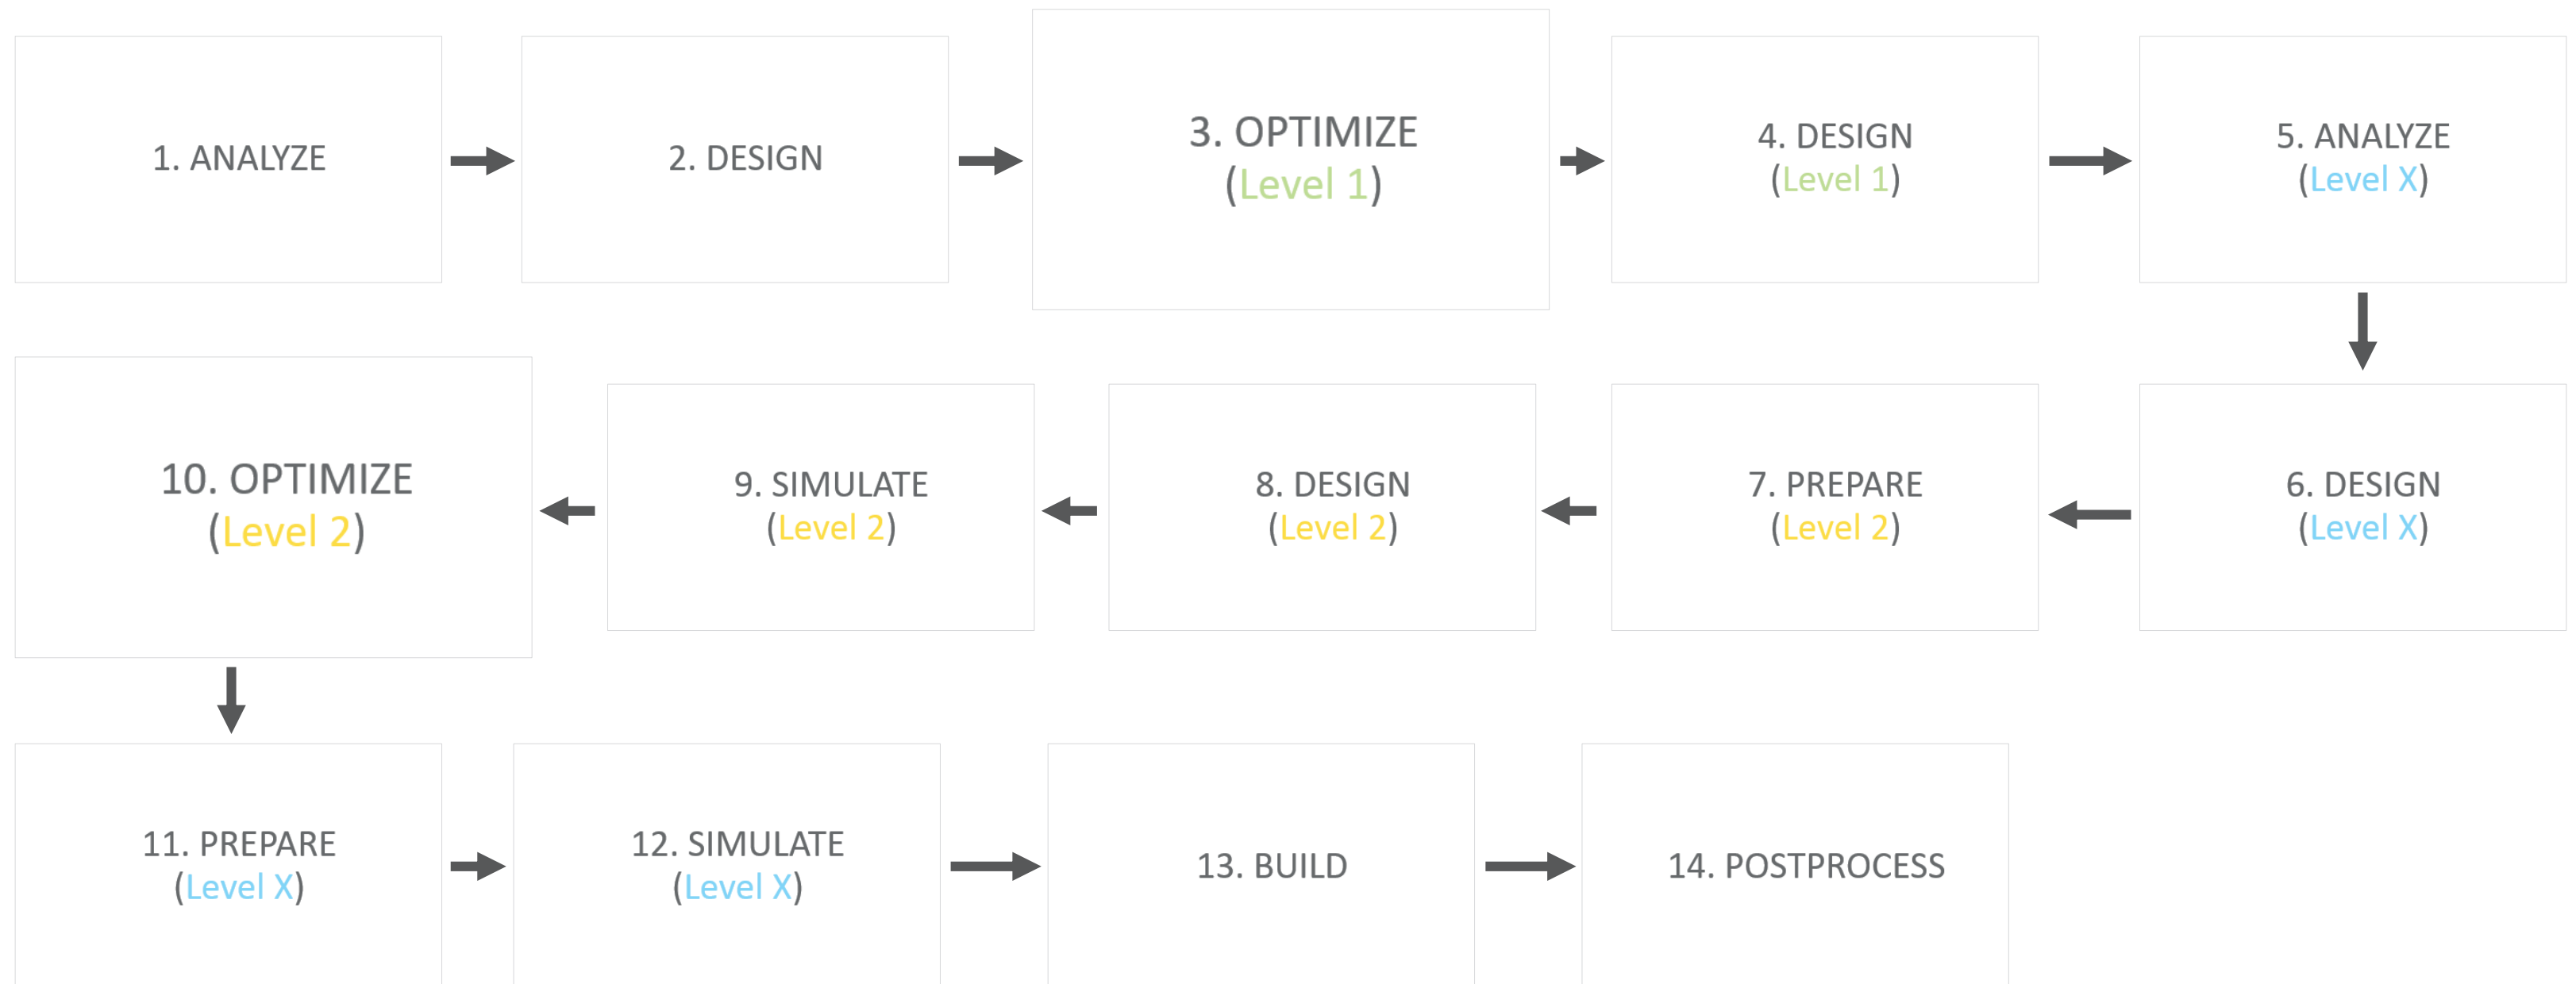 1. ANALYZE
2. DESIGN
3. OPTIMIZE
(Level 1)
4. DESIGN
(Level 1)
5. ANALYZE
(Level X)
6. DESIGN
(Level X)
7. PREPARE
(Level 2)
8. DESIGN
(Level 2)
9. SIMULATE
(Level 2)
10. OPTIMIZE
(Level 2)
11. PREPARE
(Level X)
12. SIMULATE
(Level X)
13. BUILD
14. POSTPROCESS